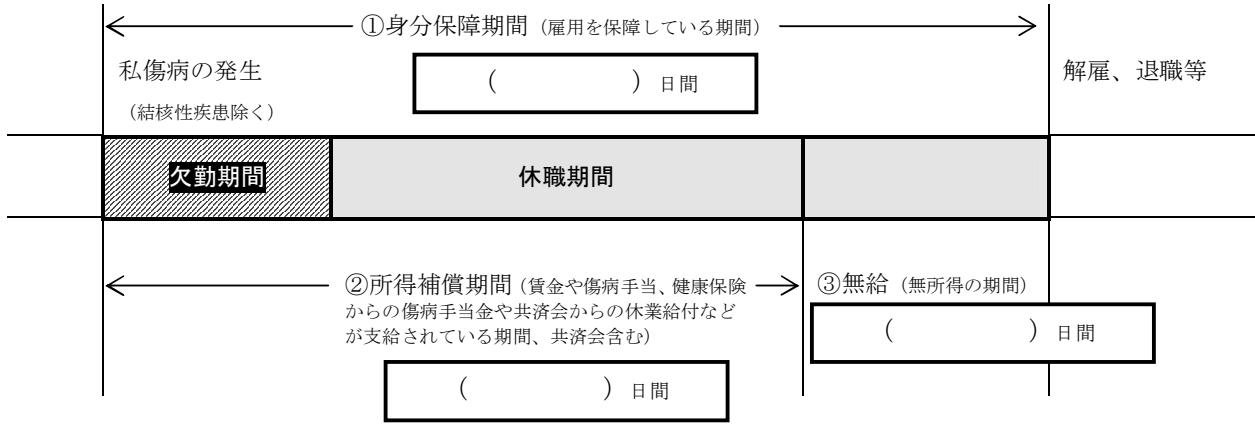 ①身分保障期間（雇用を保障している期間）
私傷病の発生
（結核性疾患除く）
（　　　　　）日間
解雇、退職等
欠勤期間
休職期間
②所得補償期間（賃金や傷病手当、健康保険
からの傷病手当金や共済会からの休業給付など
が支給されている期間、共済会含む）
（　　　　　）日間
③無給（無所得の期間）
（　　　　　）日間